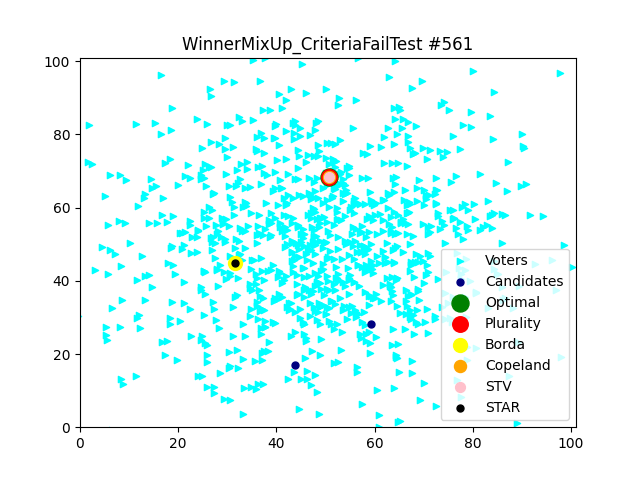 WinnerMixUp_CriteriaFailTest #561
100
80
60
40
20
0
0
20
40
60
80
100
Voters
Candidates
Optimal
Plurality
Borda
Copeland
STV
STAR